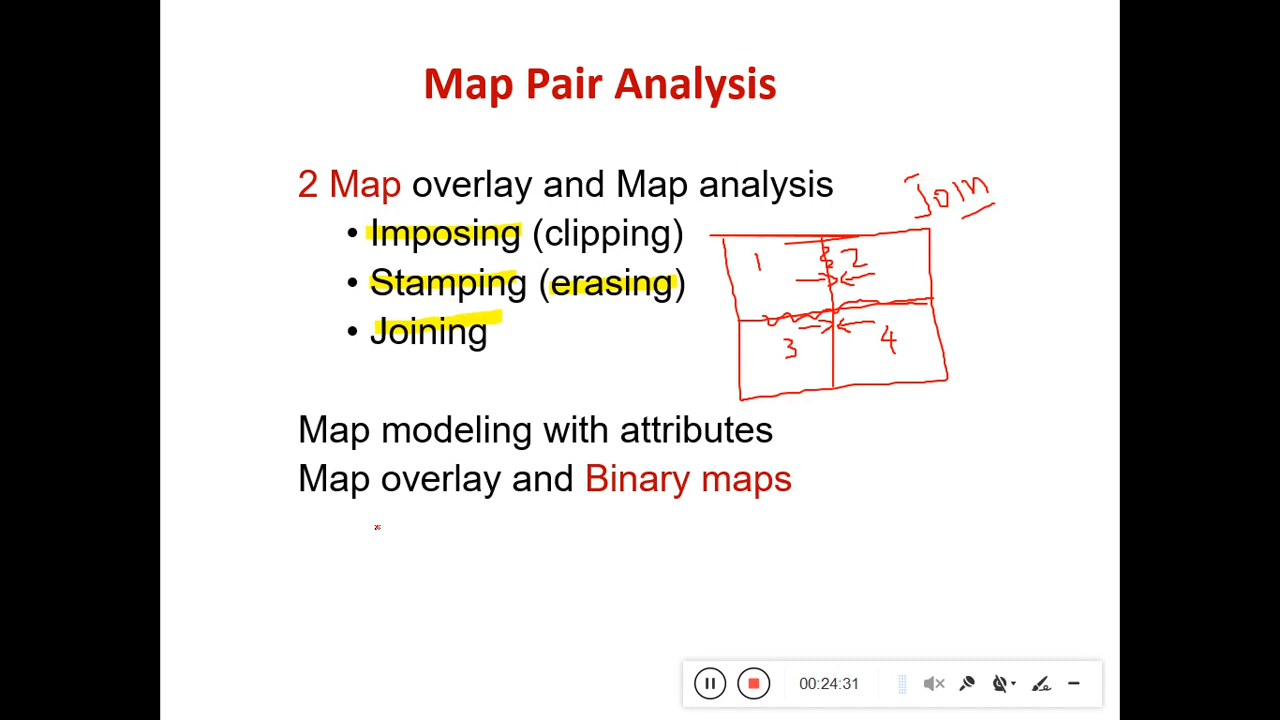 Map Pair Analysis
2 Map overlay and Map analysis
• Imposing (clipping)
• Stamping (erasing)
• Joining
Join
1 2
3 4
Map modeling with attributes
Map overlay and Binary maps
00:24:31